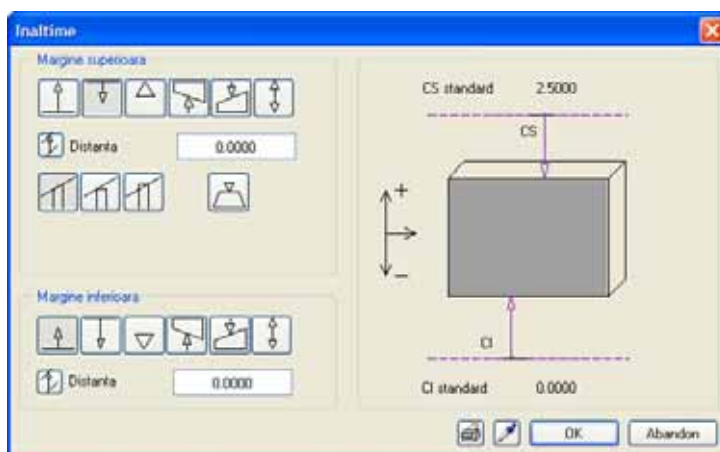 Inaltime
Margine superioara
Distanta 0.0000
Margine inferioara
Distanta 0.0000
CS standard 2.5000
CS
+
–
CI
CI standard 0.0000
OK Abandon